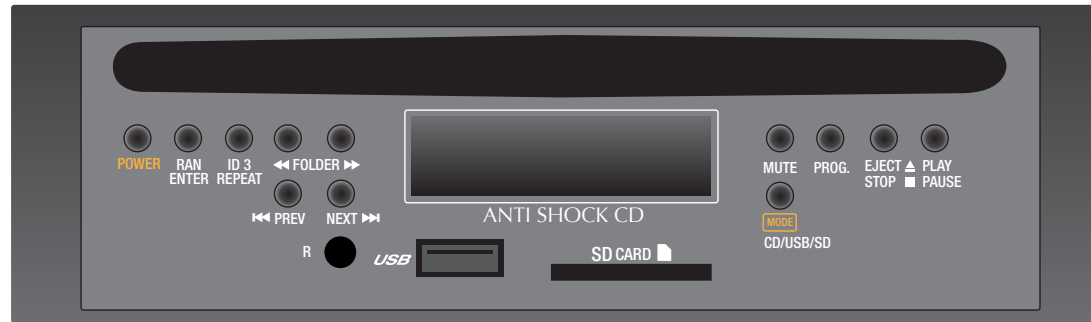 POWER
RAN
ENTER
ID 3
REPEAT
FOLDER
PREV
NEXT
R
USB
ANTI SHOCK CD
SD CARD
MUTE
PROG.
EJECT
STOP
PLAY
PAUSE
MODE
CD/USB/SD